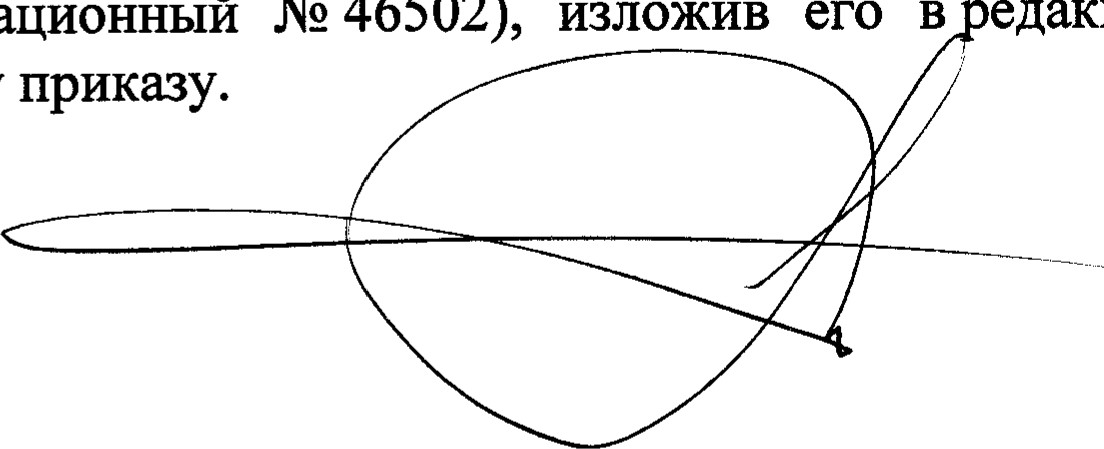 ационный № 46502), изложив его в редак
у приказу.